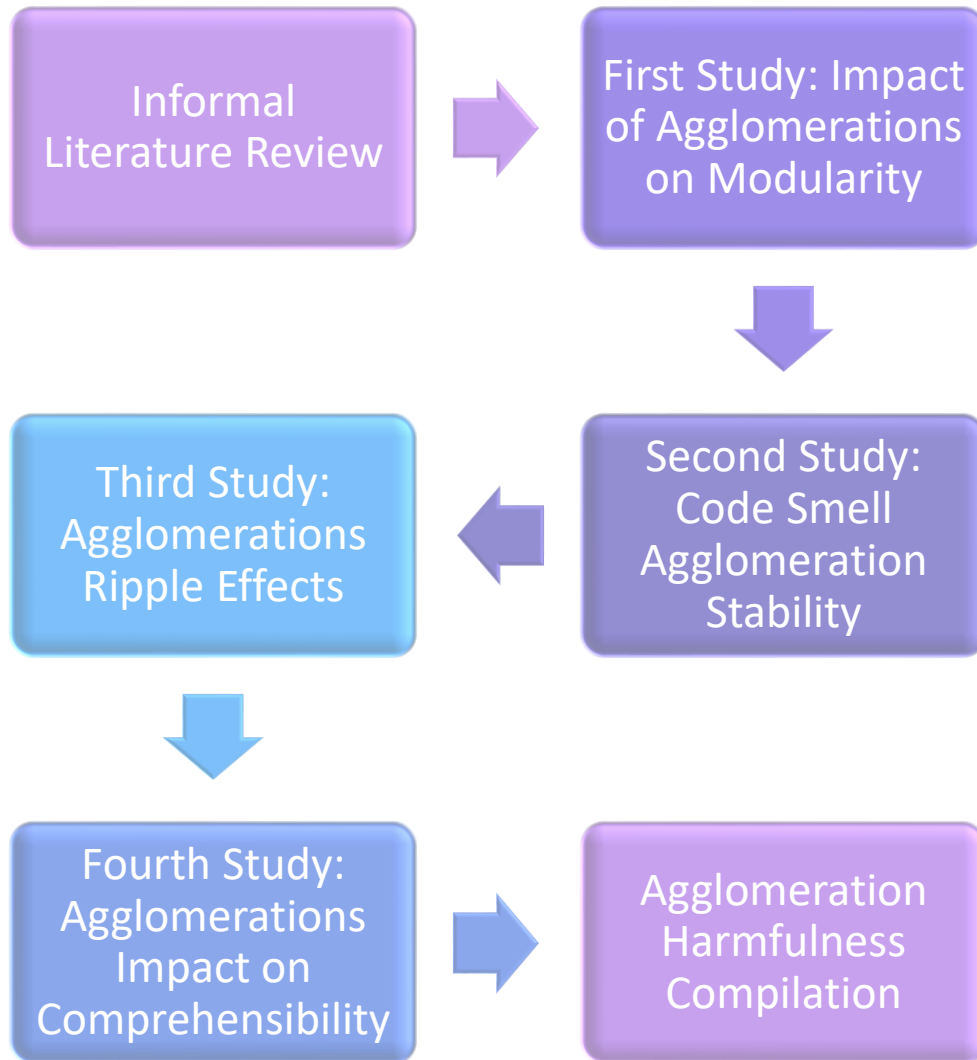 Informal
Literature Review
First Study: Impact
of Agglomerations
on Modularity
Second Study:
Code Smell
Agglomeration
Stability
Third Study:
Agglomerations
Ripple Effects
Fourth Study:
Agglomerations
Impact on
Comprehensibility
Agglomeration
Harmfulness
Compilation